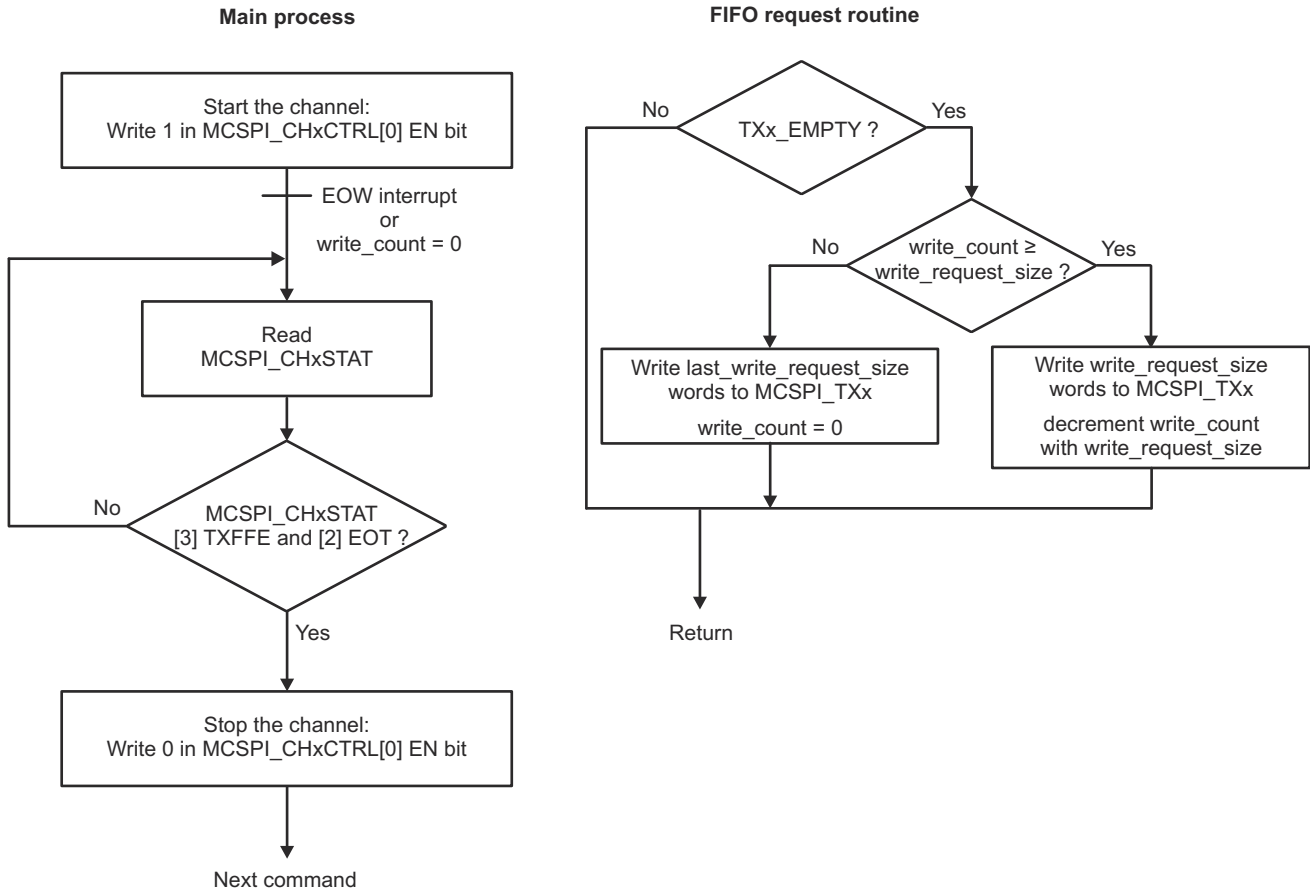 Main process
Start the channel:
Write 1 in MCSPI_CHxCTRL[0] EN bit
EOW interrupt
or
write_count = 0
Read
MCSPI_CHxSTAT
No
MCSPI_CHxSTAT
[3] TXFFE and [2] EOT ?
Yes
Stop the channel:
Write 0 in MCSPI_CHxCTRL[0] EN bit
Next command
FIFO request routine
No
TXx_EMPTY ?
Yes
No
write_count ≥
write_request_size ?
Yes
Write last_write_request_size
words to MCSPI_TXx
write_count = 0
Write write_request_size
words to MCSPI_TXx
decrement write_count
with write_request_size
Return